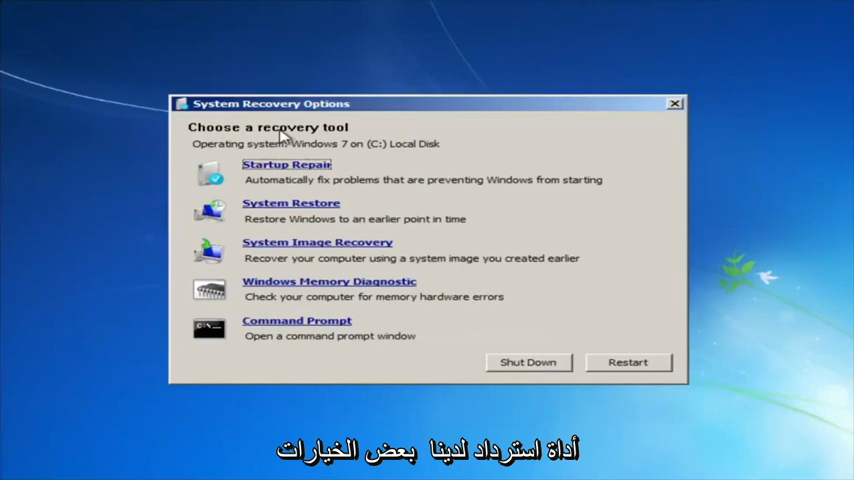 System Recovery Options
Choose a recovery tool
Operating system: Windows 7 on (C:) Local Disk
Startup Repair
Automatically fix problems that are preventing Windows from starting
System Restore
Restore Windows to an earlier point in time
System Image Recovery
Recover your computer using a system image you created earlier
Windows Memory Diagnostic
Check your computer for memory hardware errors
C:\_
Command Prompt
Open a command prompt window
Shut Down
Restart
أداة استرداد لدينا بعض الخيارات